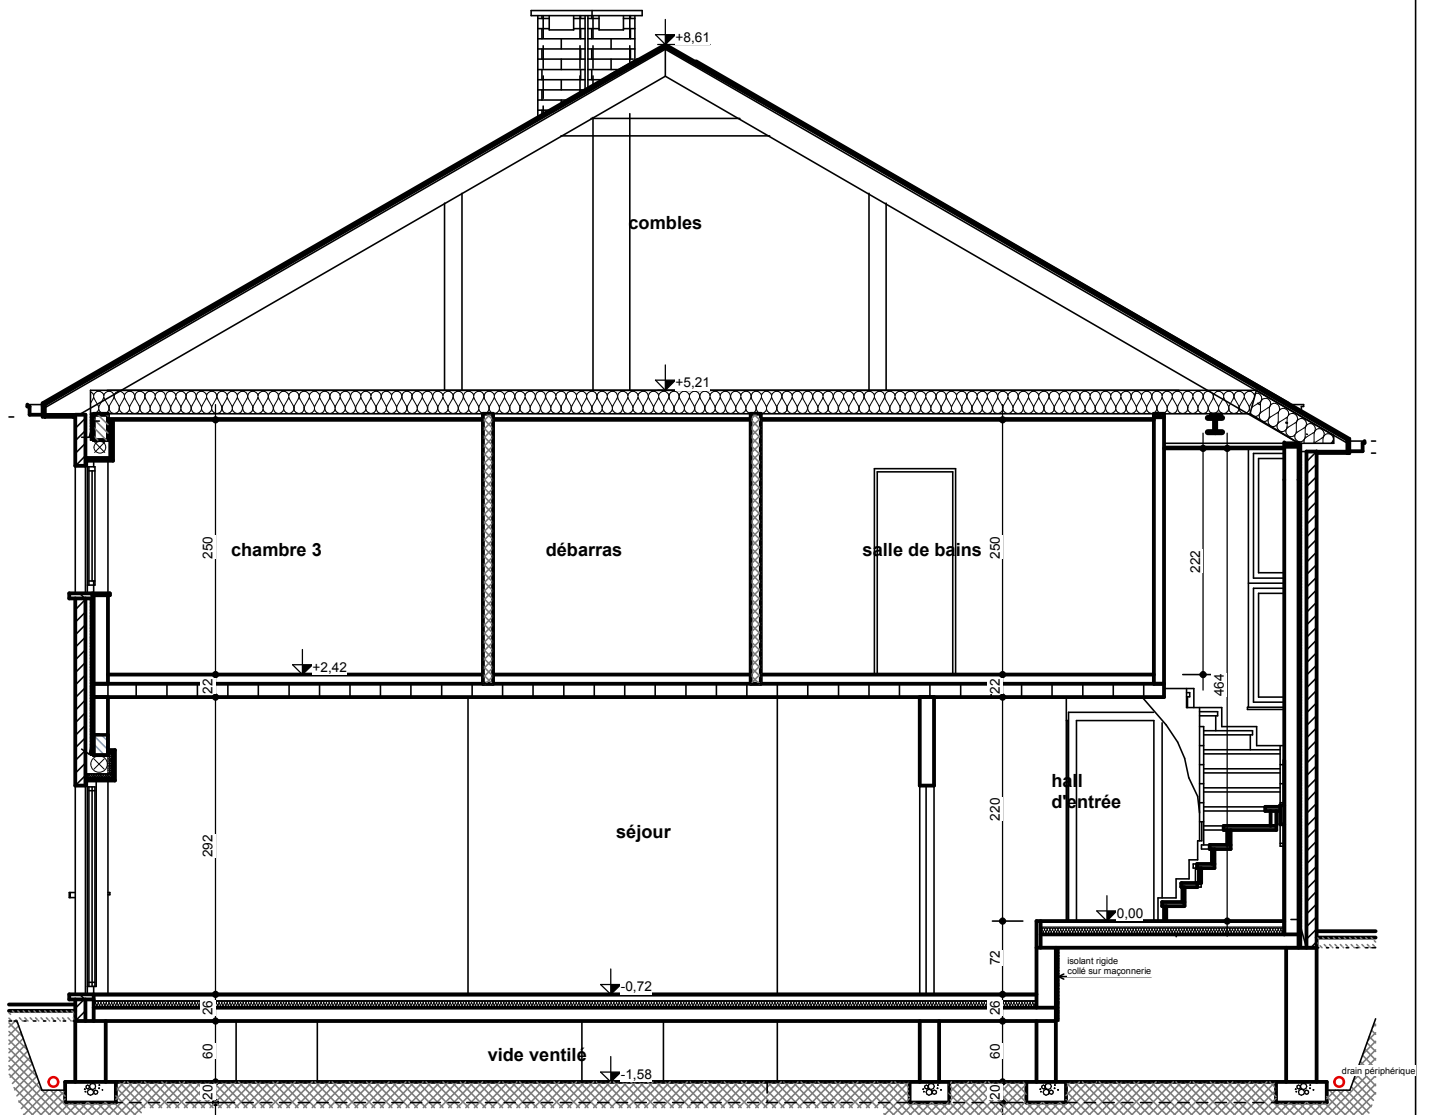 +8,61
combles
+5,21
250
chambre 3
débarras
salle de bains
250
222
+2,42
22
22
464
hall
d'entrée
séjour
220
292
0,00
72
isolant rigide
collé sur maçonnerie
-0,72
26
26
60
vide ventilé
60
-1,58
drain périphérique
20
20